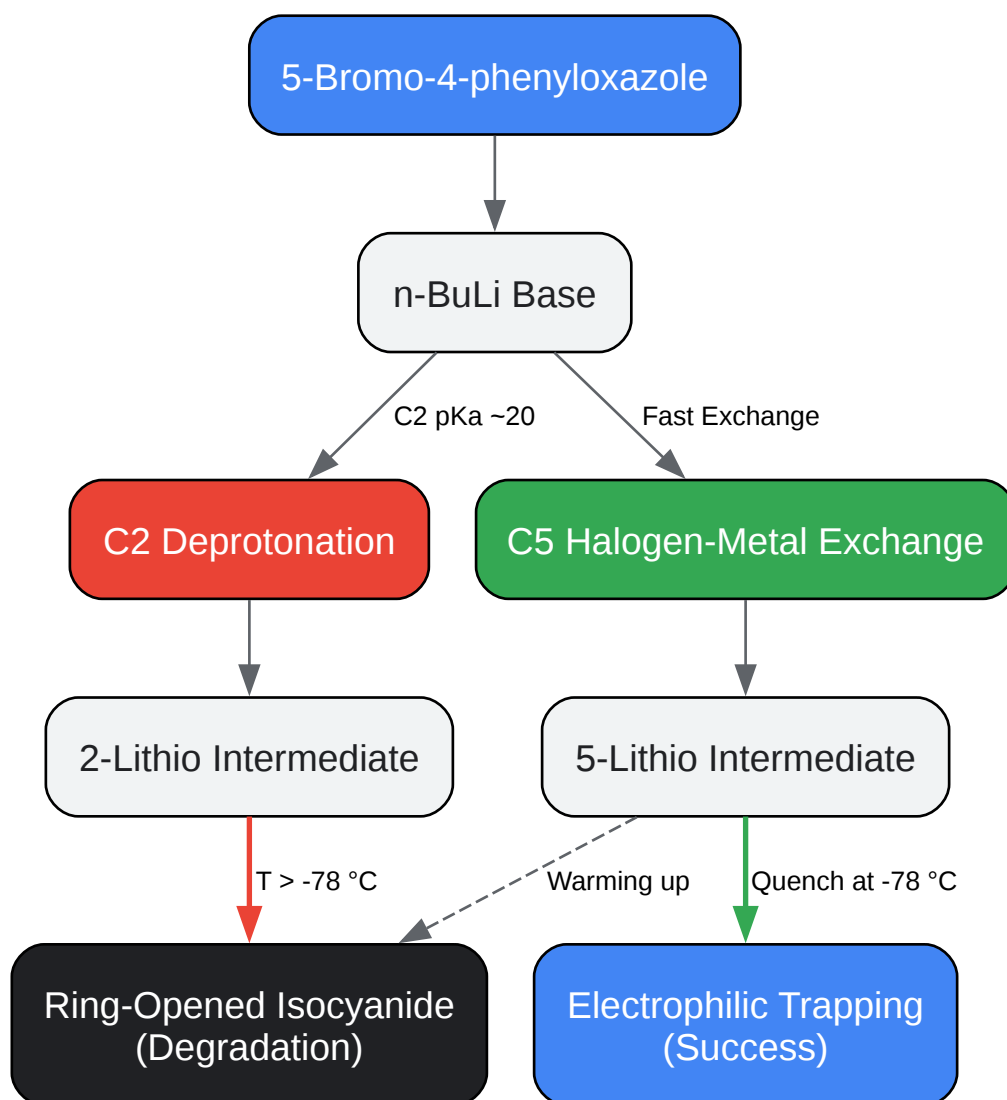 5-Bromo-4-phenyloxazole
n-BuLi Base
C2 pKa ~20
Fast Exchange
C2 Deprotonation
C5 Halogen-Metal Exchange
2-Lithio Intermediate
5-Lithio Intermediate
T > -78 °C
Warming up
Quench at -78 °C
Ring-Opened Isocyanide
(Degradation)
Electrophilic Trapping
(Success)